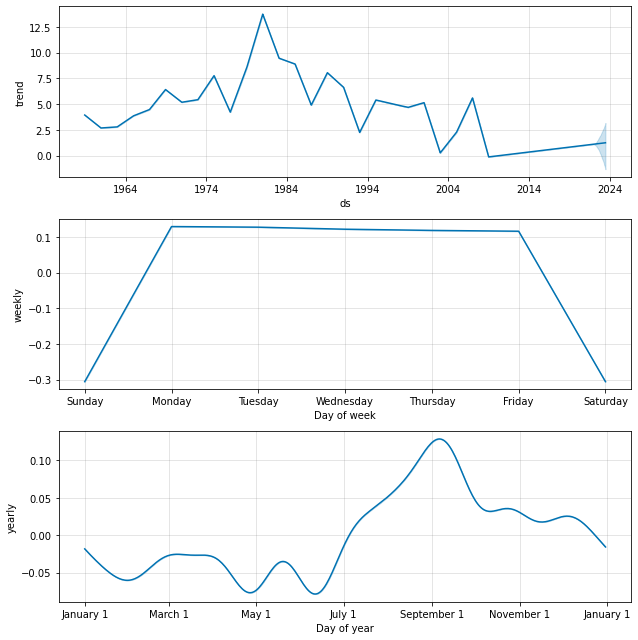 12.5
10.0
7.5
5.0
2.5
0.0
trend
1964 1974 1984 1994 2004 2014 2024
ds
0.1
0.0
−0.1
−0.2
−0.3
weekly
Sunday Monday Tuesday Wednesday Thursday Friday Saturday
Day of week
0.10
0.05
0.00
−0.05
yearly
January 1 March 1 May 1 July 1 September 1 November 1 January 1
Day of year